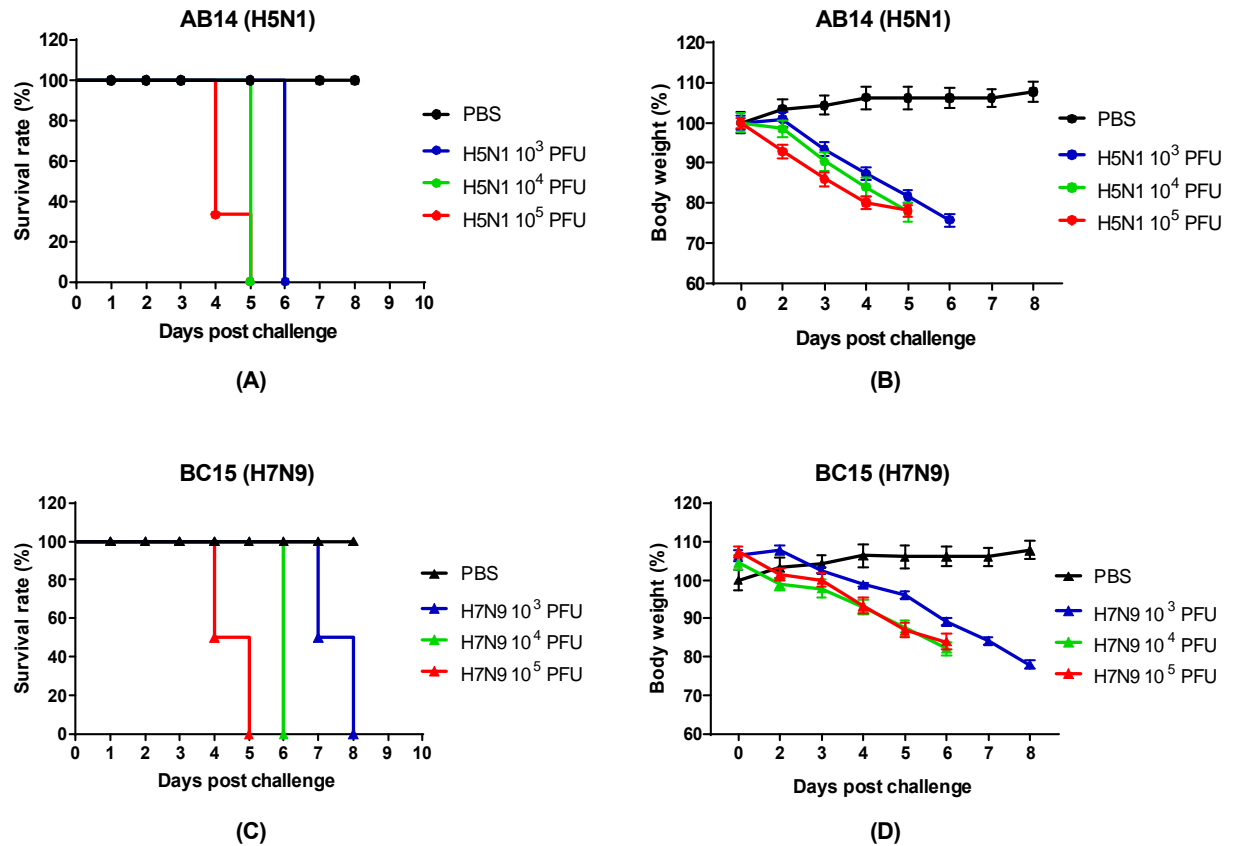 AB14 (H5N1)
120
100
80
60
40
20
0
Survival rate (%)
0 1 2 3 4 5 6 7 8 9 10
Days post challenge
PBS
H5N1 10³ PFU
H5N1 10⁴ PFU
H5N1 10⁵ PFU
(A)
AB14 (H5N1)
120
110
100
90
80
70
60
Body weight (%)
0 2 3 4 5 6 7 8
Days post challenge
PBS
H5N1 10³ PFU
H5N1 10⁴ PFU
H5N1 10⁵ PFU
(B)
BC15 (H7N9)
120
100
80
60
40
20
0
Survival rate (%)
0 1 2 3 4 5 6 7 8 9 10
Days post challenge
PBS
H7N9 10³ PFU
H7N9 10⁴ PFU
H7N9 10⁵ PFU
(C)
BC15 (H7N9)
120
110
100
90
80
70
60
Body weight (%)
0 2 3 4 5 6 7 8
Days post challenge
PBS
H7N9 10³ PFU
H7N9 10⁴ PFU
H7N9 10⁵ PFU
(D)